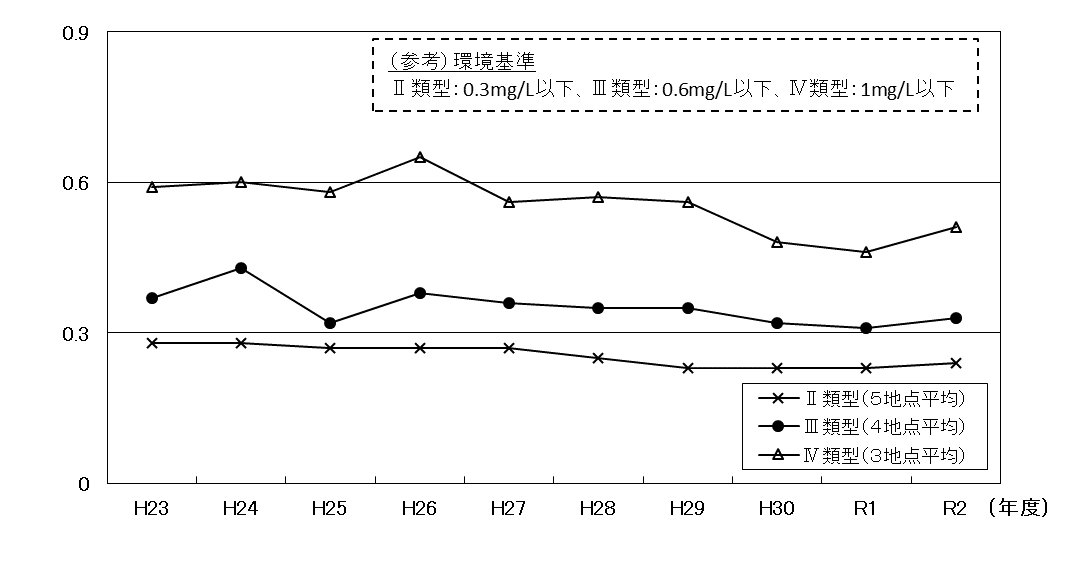 0.9
(参考)環境基準
Ⅱ類型:0.3mg/L以下、Ⅲ類型:0.6mg/L以下、Ⅳ類型:1mg/L以下
0.6
0.3
Ⅱ類型(5地点平均)
Ⅲ類型(4地点平均)
Ⅳ類型(3地点平均)
0
H23 H24 H25 H26 H27 H28 H29 H30 R1 R2 (年度)